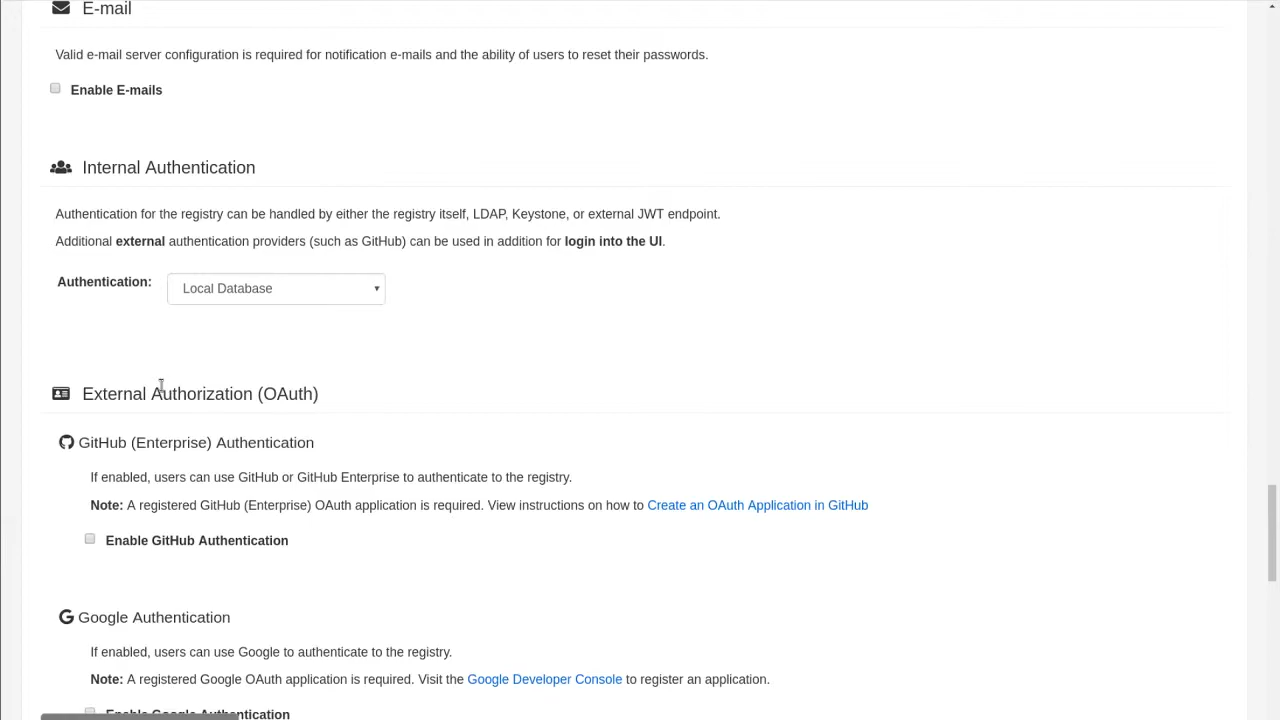 E-mail
Valid e-mail server configuration is required for notification e-mails and the ability of users to reset their passwords.
Enable E-mails
Internal Authentication
Authentication for the registry can be handled by either the registry itself, LDAP, Keystone, or external JWT endpoint.
Additional external authentication providers (such as GitHub) can be used in addition for login into the UI.
Authentication: Local Database
External Authorization (OAuth)
GitHub (Enterprise) Authentication
If enabled, users can use GitHub or GitHub Enterprise to authenticate to the registry.
Note: A registered GitHub (Enterprise) OAuth application is required. View instructions on how to Create an OAuth Application in GitHub
Enable GitHub Authentication
Google Authentication
If enabled, users can use Google to authenticate to the registry.
Note: A registered Google OAuth application is required. Visit the Google Developer Console to register an application.
Enable Google Authentication